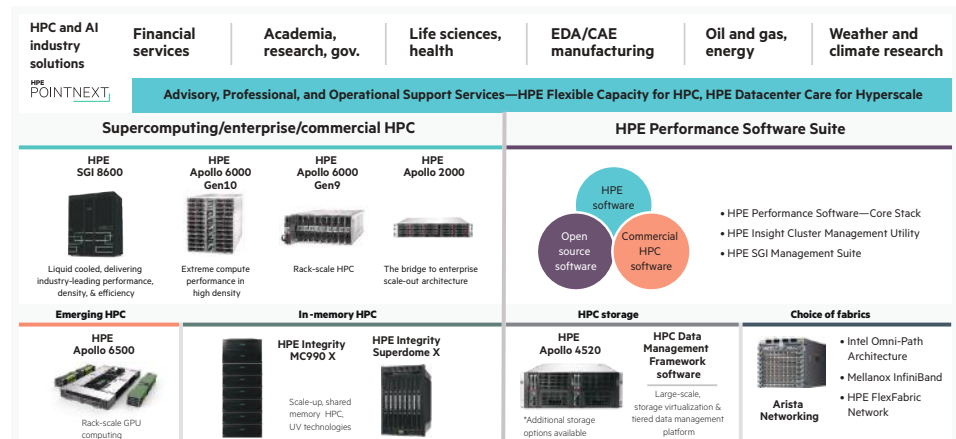 HPC and AI
industry
solutions
Financial
services
Academia,
research, gov.
Life sciences,
health
EDA/CAE
manufacturing
Oil and gas,
energy
Weather and
climate research
HPE
POINTNEXT
Advisory, Professional, and Operational Support Services—HPE Flexible Capacity for HPC, HPE Datacenter Care for Hyperscale
Supercomputing/enterprise/commercial HPC
HPE
SGI 8600
Liquid cooled, delivering
industry-leading performance,
density, & efficiency
HPE
Apollo 6000
Gen10
Extreme compute
performance in
high density
HPE
Apollo 6000
Gen9
Rack-scale HPC
HPE
Apollo 2000
The bridge to enterprise
scale-out architecture
HPE Performance Software Suite
HPE
software
Open
source
software
Commercial
HPC
software
• HPE Performance Software—Core Stack
• HPE Insight Cluster Management Utility
• HPE SGI Management Suite
Emerging HPC
HPE
Apollo 6500
Rack-scale GPU
computing
In-memory HPC
HPE Integrity
MC990 X
Scale-up, shared
memory HPC,
UV technologies
HPE Integrity
Superdome X
HPC storage
HPE
Apollo 4520
*Additional storage
options available
HPC Data
Management
Framework
software
Large-scale,
storage virtualization &
tiered data management
platform
Choice of fabrics
Arista
Networking
• Intel Omni-Path
Architecture
• Mellanox InfiniBand
• HPE FlexFabric
Network